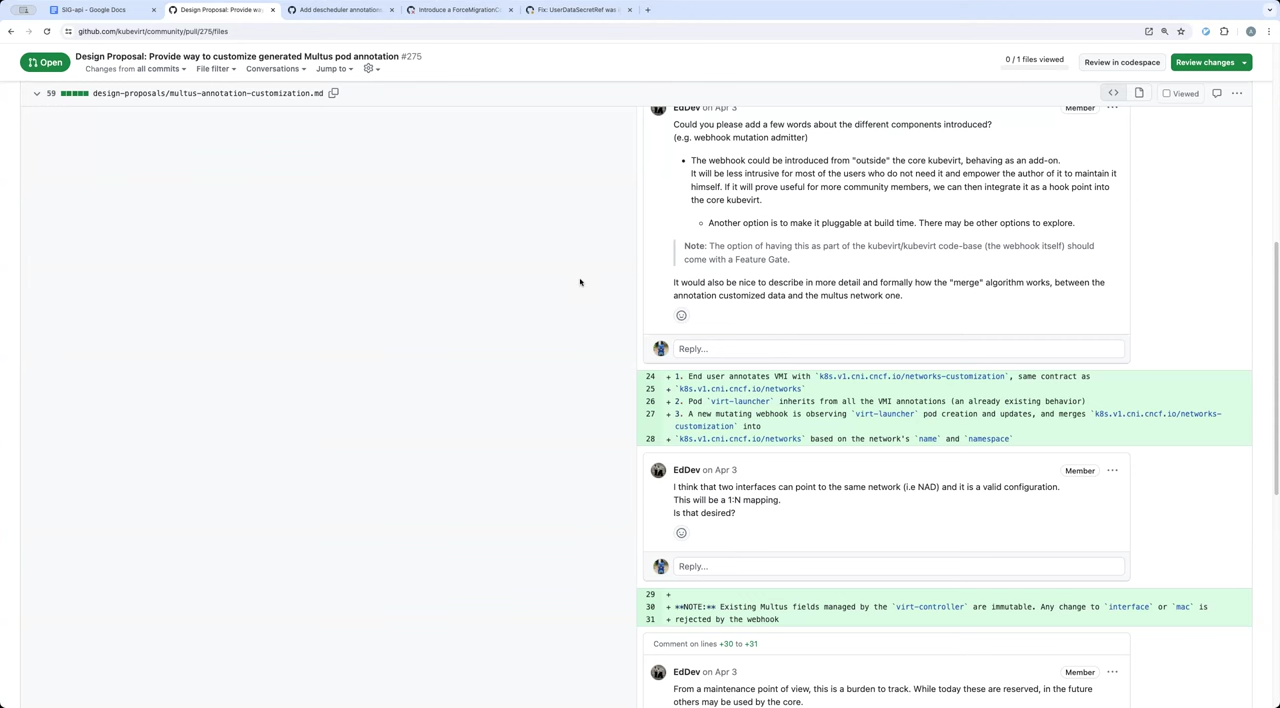 SIG-api - Google Docs
Design Proposal: Provide wa
Add descheduler annotations
Introduce a ForceMigrationC
Fix: UserDataSecretRef was
github.com/kubevirt/community/pull/275/files
Open
Design Proposal: Provide way to customize generated Multus pod annotation #275
Changes from all commits
File filter
Conversations
Jump to
0 / 1 files viewed
Review in codespace
Review changes
59
design-proposals/multus-annotation-customization.md
Viewed
EdDev on Apr 3
Member
Could you please add a few words about the different components introduced?
(e.g. webhook mutation admitter)
The webhook could be introduced from "outside" the core kubevirt, behaving as an add-on.
It will be less intrusive for most of the users who do not need it and empower the author of it to maintain it
himself. If it will prove useful for more community members, we can then integrate it as a hook point into
the core kubevirt.
Another option is to make it pluggable at build time. There may be other options to explore.
Note: The option of having this as part of the kubevirt/kubevirt code-base (the webhook itself) should
come with a Feature Gate.
It would also be nice to describe in more detail and formally how the "merge" algorithm works, between the
annotation customized data and the multus network one.
Reply...
24 + 1. End user annotates VMI with `k8s.v1.cni.cncf.io/networks-customization`, same contract as
25 + `k8s.v1.cni.cncf.io/networks`
26 + 2. Pod `virt-launcher` inherits from all the VMI annotations (an already existing behavior)
27 + 3. A new mutating webhook is observing `virt-launcher` pod creation and updates, and merges `k8s.v1.cni.cncf.io/networks-
customization` into
28 + `k8s.v1.cni.cncf.io/networks` based on the network's `name` and `namespace`
EdDev on Apr 3
Member
I think that two interfaces can point to the same network (i.e NAD) and it is a valid configuration.
This will be a 1:N mapping.
Is that desired?
Reply...
29 +
30 + **NOTE:** Existing Multus fields managed by the `virt-controller` are immutable. Any change to `interface` or `mac` is
31 + rejected by the webhook
Comment on lines +30 to +31
EdDev on Apr 3
Member
From a maintenance point of view, this is a burden to track. While today these are reserved, in the future
others may be used by the core.